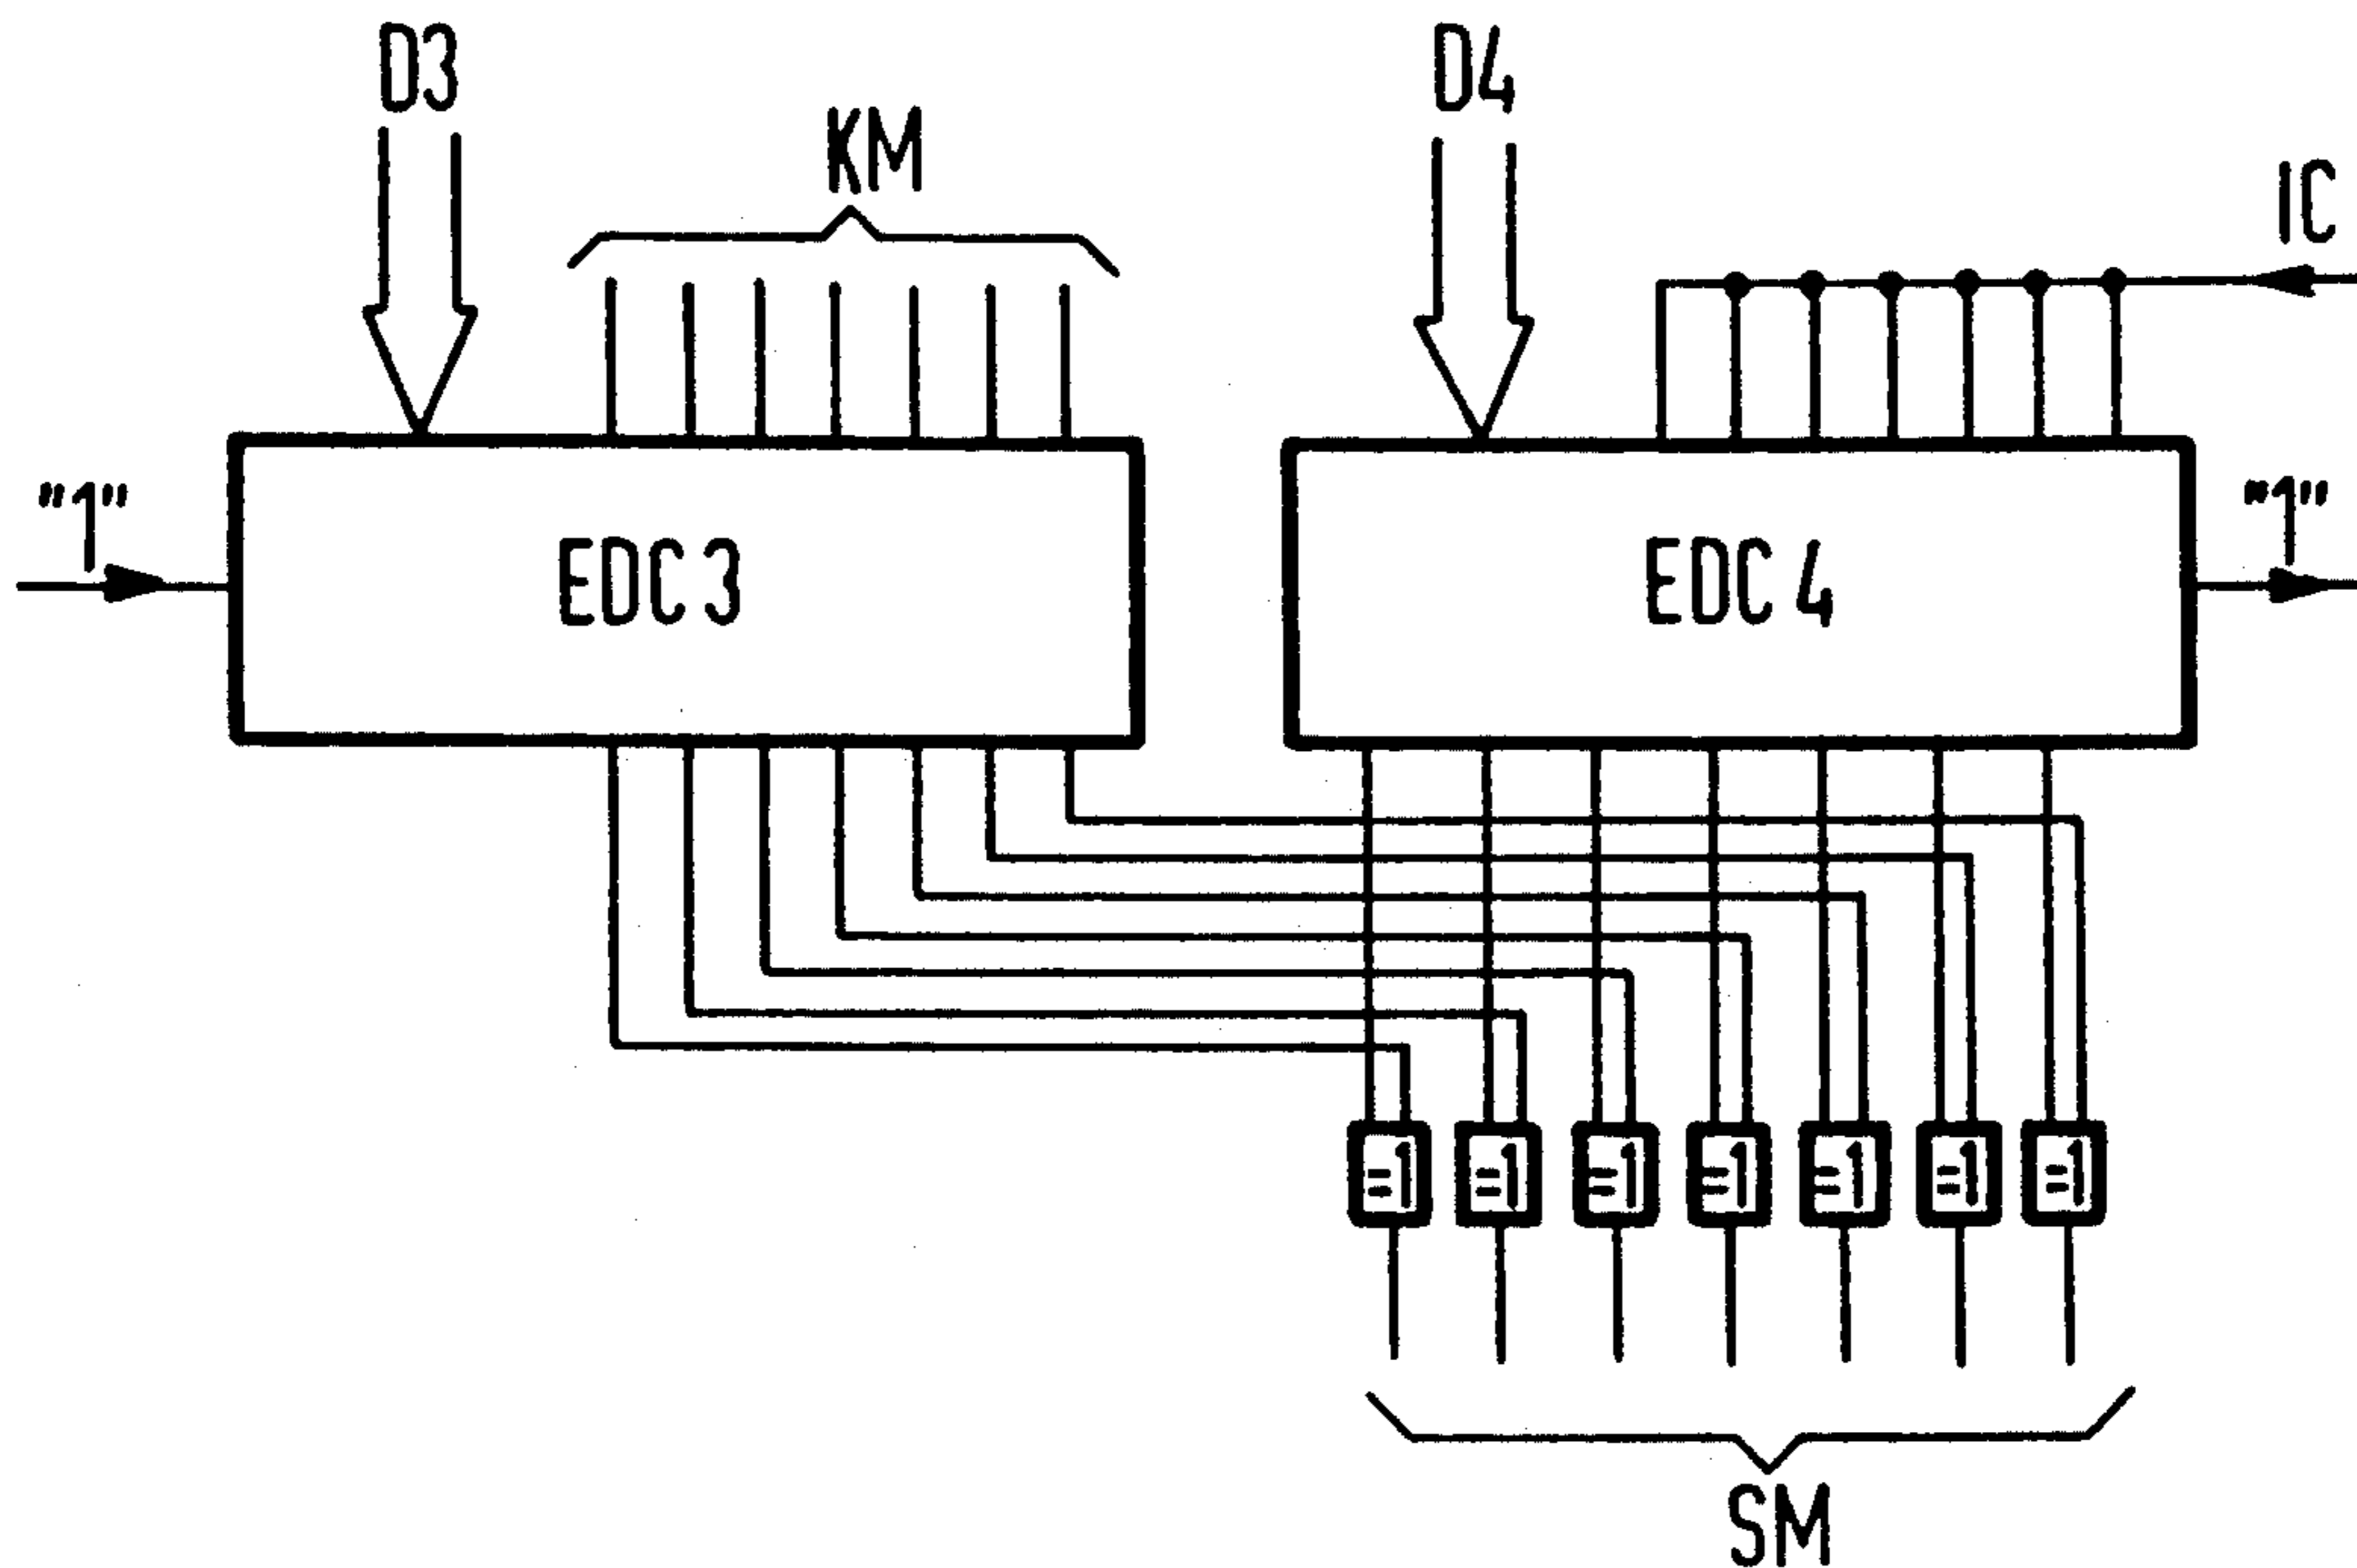 D3
D4
KM
IC
"1"
"1"
EDC 3
EDC 4
=1 =1 =1 =1 =1 =1 =1
SM